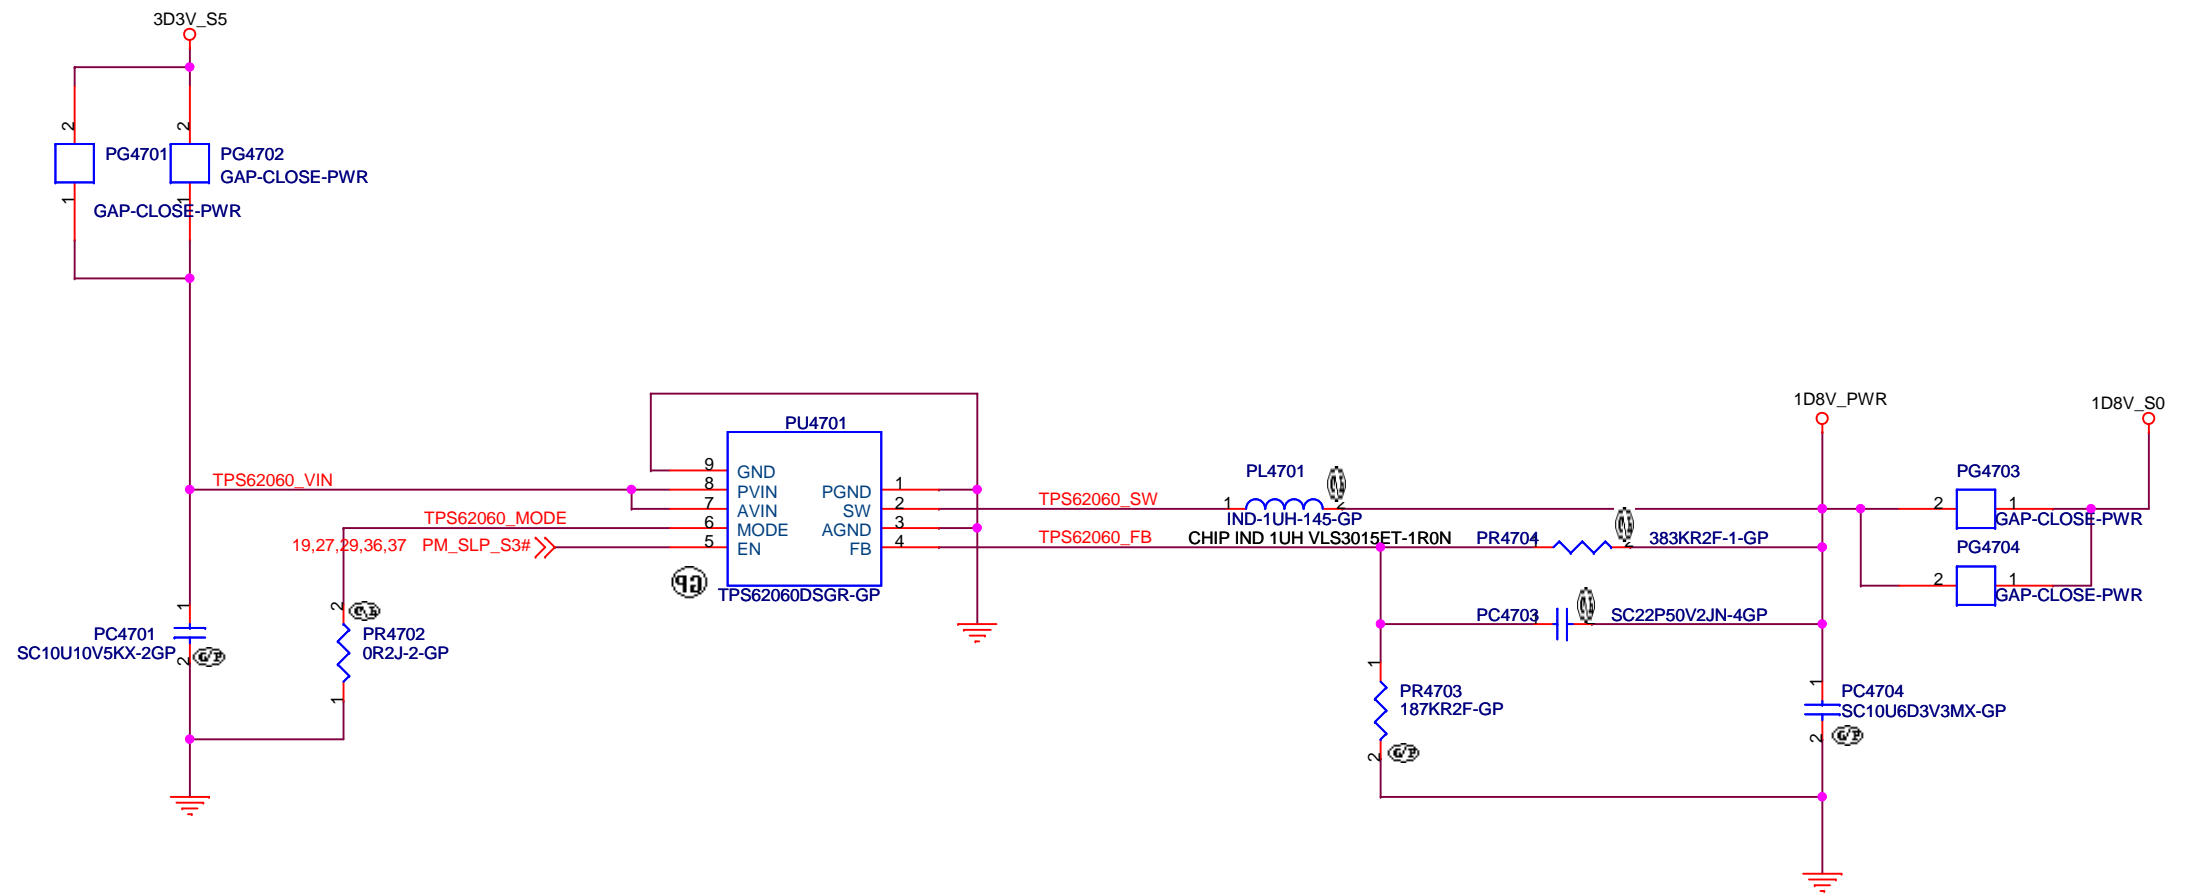 3D3V_S5
2
2
PG4701
PG4702
GAP-CLOSE-PWR
1
1
GAP-CLOSE-PWR
1D8V_PWR
1D8V_S0
PU4701
TPS62060_VIN
TPS62060_MODE
19,27,29,36,37 PM_SLP_S3#
9 GND
8 PVIN
7 AVIN
6 MODE
5 EN
PGND 1
SW 2
AGND 3
FB 4
TPS62060DSGR-GP
TPS62060_SW
TPS62060_FB
PL4701
1
2
IND-1UH-145-GP
CHIP IND 1UH VLS3015ET-1R0N
PR4704
1
2
383KR2F-1-GP
PG4703
2
1
GAP-CLOSE-PWR
PG4704
2
1
GAP-CLOSE-PWR
PC4703
1
2
SC22P50V2JN-4GP
1
PC4701
SC10U10V5KX-2GP
2
G/P
2
PR4702
0R2J-2-GP
1
1
PR4703
187KR2F-GP
2
G/P
1
PC4704
SC10U6D3V3MX-GP
2
G/P